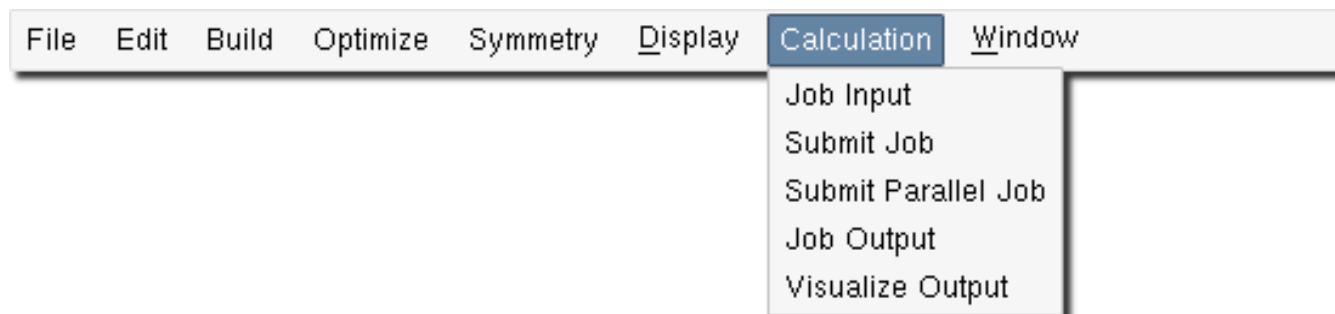 File Edit Build Optimize Symmetry Display Calculation Window
Job Input
Submit Job
Submit Parallel Job
Job Output
Visualize Output